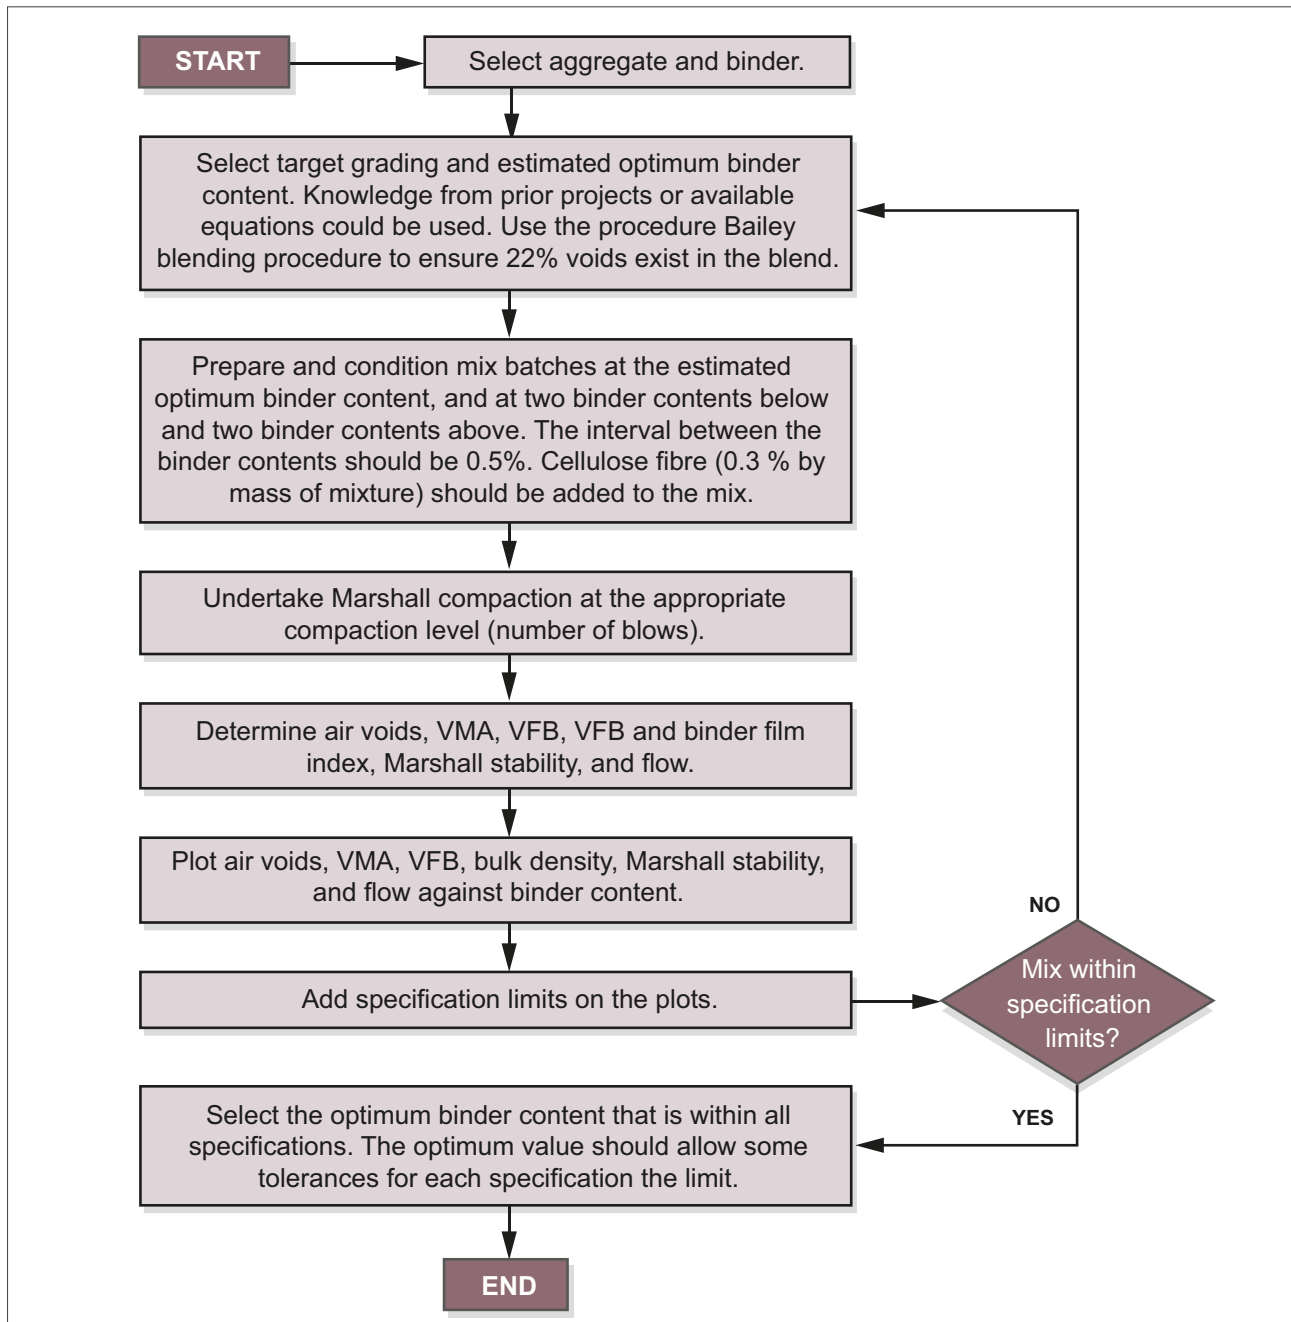 START
Select aggregate and binder.
Select target grading and estimated optimum binder
content. Knowledge from prior projects or available
equations could be used. Use the procedure Bailey
blending procedure to ensure 22% voids exist in the blend.
Prepare and condition mix batches at the estimated
optimum binder content, and at two binder contents below
and two binder contents above. The interval between the
binder contents should be 0.5%. Cellulose fibre (0.3 % by
mass of mixture) should be added to the mix.
Undertake Marshall compaction at the appropriate
compaction level (number of blows).
Determine air voids, VMA, VFB, VFB and binder film
index, Marshall stability, and flow.
Plot air voids, VMA, VFB, bulk density, Marshall stability,
and flow against binder content.
Add specification limits on the plots.
NO
Mix within
specification
limits?
YES
Select the optimum binder content that is within all
specifications. The optimum value should allow some
tolerances for each specification the limit.
END